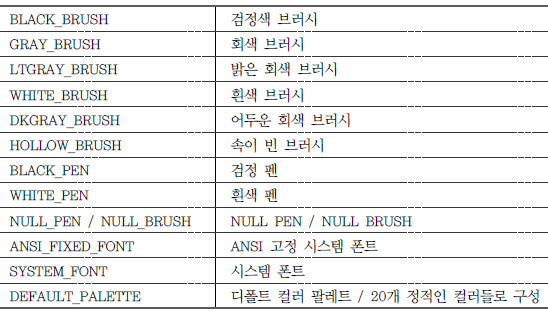 BLACK_BRUSH 검정색 브러시
GRAY_BRUSH 회색 브러시
LTGRAY_BRUSH 밝은 회색 브러시
WHITE_BRUSH 흰색 브러시
DKGRAY_BRUSH 어두운 회색 브러시
HOLLOW_BRUSH 속이 빈 브러시
BLACK_PEN 검정 펜
WHITE_PEN 흰색 펜
NULL_PEN / NULL_BRUSH NULL PEN / NULL BRUSH
ANSI_FIXED_FONT ANSI 고정 시스템 폰트
SYSTEM_FONT 시스템 폰트
DEFAULT_PALETTE 디폴트 컬러 팔레트 / 20개 정적인 컬러들로 구성